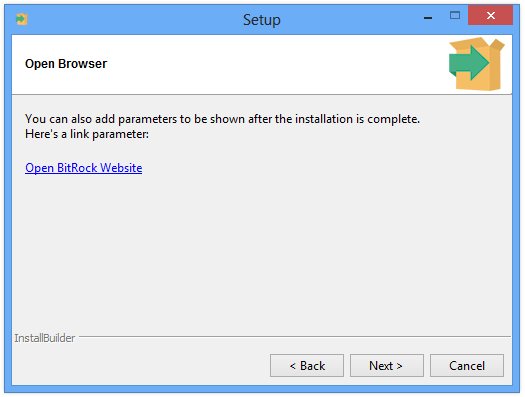 Setup
Open Browser
You can also add parameters to be shown after the installation is complete.
Here's a link parameter:
Open BitRock Website
InstallBuilder
< Back
Next >
Cancel